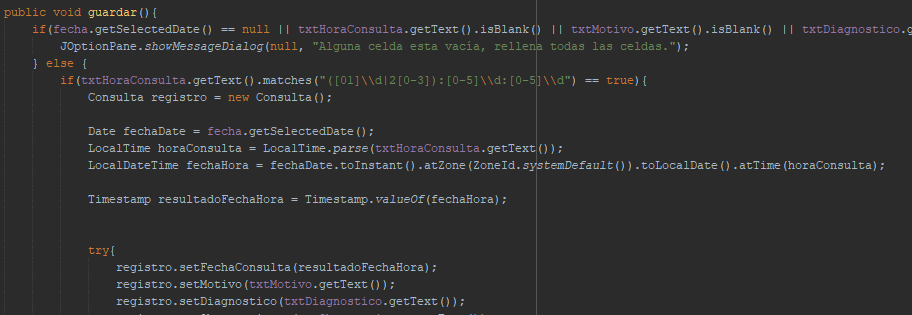 public void guardar(){
if(fecha.getSelectedDate() == null || txtHoraConsulta.getText().isBlank() || txtMotivo.getText().isBlank() || txtDiagnostico.g
JOptionPane.showMessageDialog(null, "Alguna celda esta vacía, rellena todas las celdas.");
} else {
if(txtHoraConsulta.getText().matches("([01]\\d|2[0-3]):[0-5]\\d:[0-5]\\d") == true){
Consulta registro = new Consulta();
Date fechaDate = fecha.getSelectedDate();
LocalTime horaConsulta = LocalTime.parse(txtHoraConsulta.getText());
LocalDateTime fechaHora = fechaDate.toInstant().atZone(ZoneId.systemDefault()).toLocalDate().atTime(horaConsulta);
Timestamp resultadoFechaHora = Timestamp.valueOf(fechaHora);
try{
registro.setFechaConsulta(resultadoFechaHora);
registro.setMotivo(txtMotivo.getText());
registro.setDiagnostico(txtDiagnostico.getText());